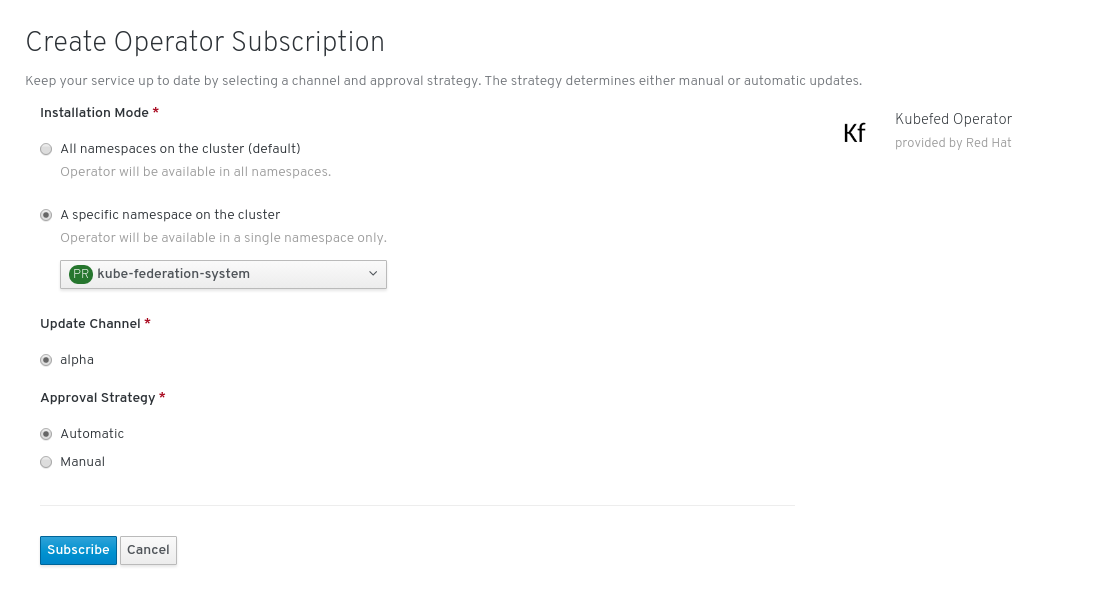 Create Operator Subscription
Keep your service up to date by selecting a channel and approval strategy. The strategy determines either manual or automatic updates.
Installation Mode *
All namespaces on the cluster (default)
Operator will be available in all namespaces.
A specific namespace on the cluster
Operator will be available in a single namespace only.
PR kube-federation-system
Update Channel *
alpha
Approval Strategy *
Automatic
Manual
Subscribe Cancel
Kf
Kubefed Operator
provided by Red Hat